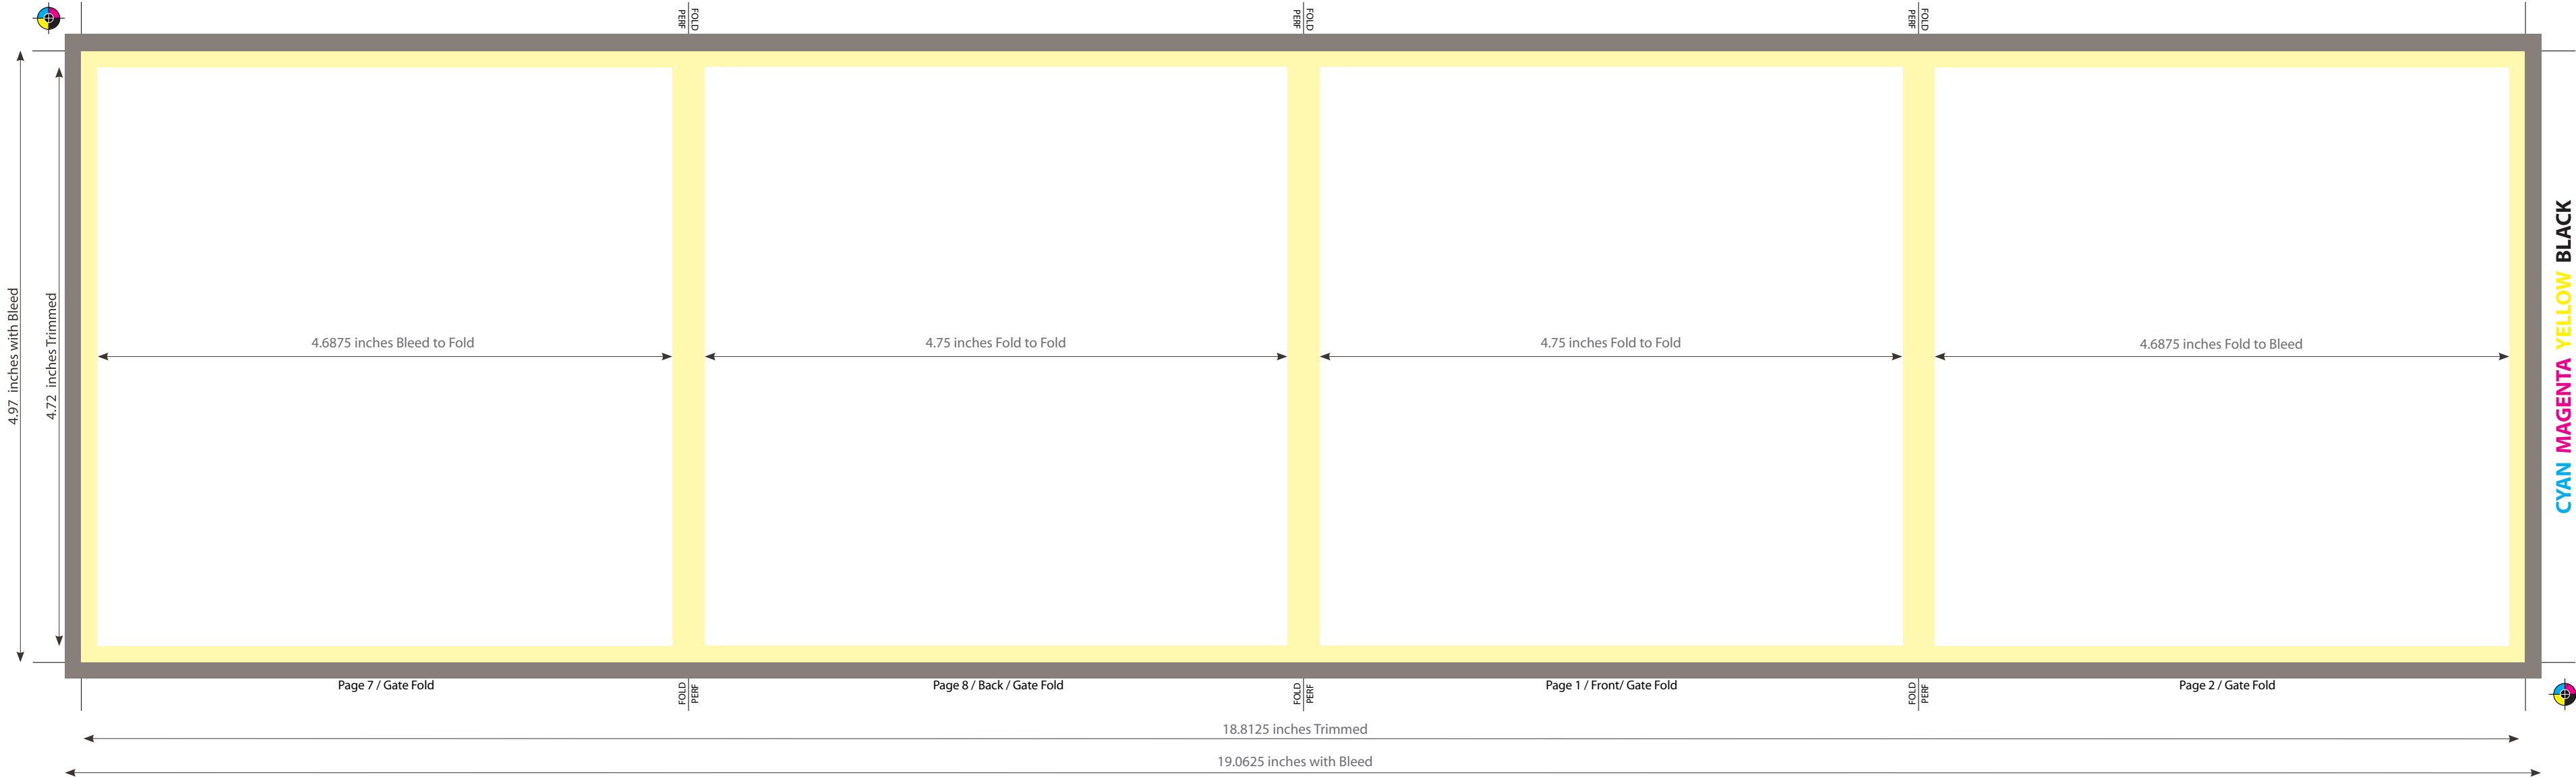 PERF
FOLD
PERF
FOLD
PERF
FOLD
4.97 inches with Bleed
4.72 inches Trimmed
4.6875 inches Bleed to Fold
4.75 inches Fold to Fold
4.75 inches Fold to Fold
4.6875 inches Fold to Bleed
CYAN MAGENTA YELLOW BLACK
Page 7 / Gate Fold
FOLD
PERF
Page 8 / Back / Gate Fold
FOLD
PERF
Page 1 / Front/ Gate Fold
FOLD
PERF
Page 2 / Gate Fold
18.8125 inches Trimmed
19.0625 inches with Bleed